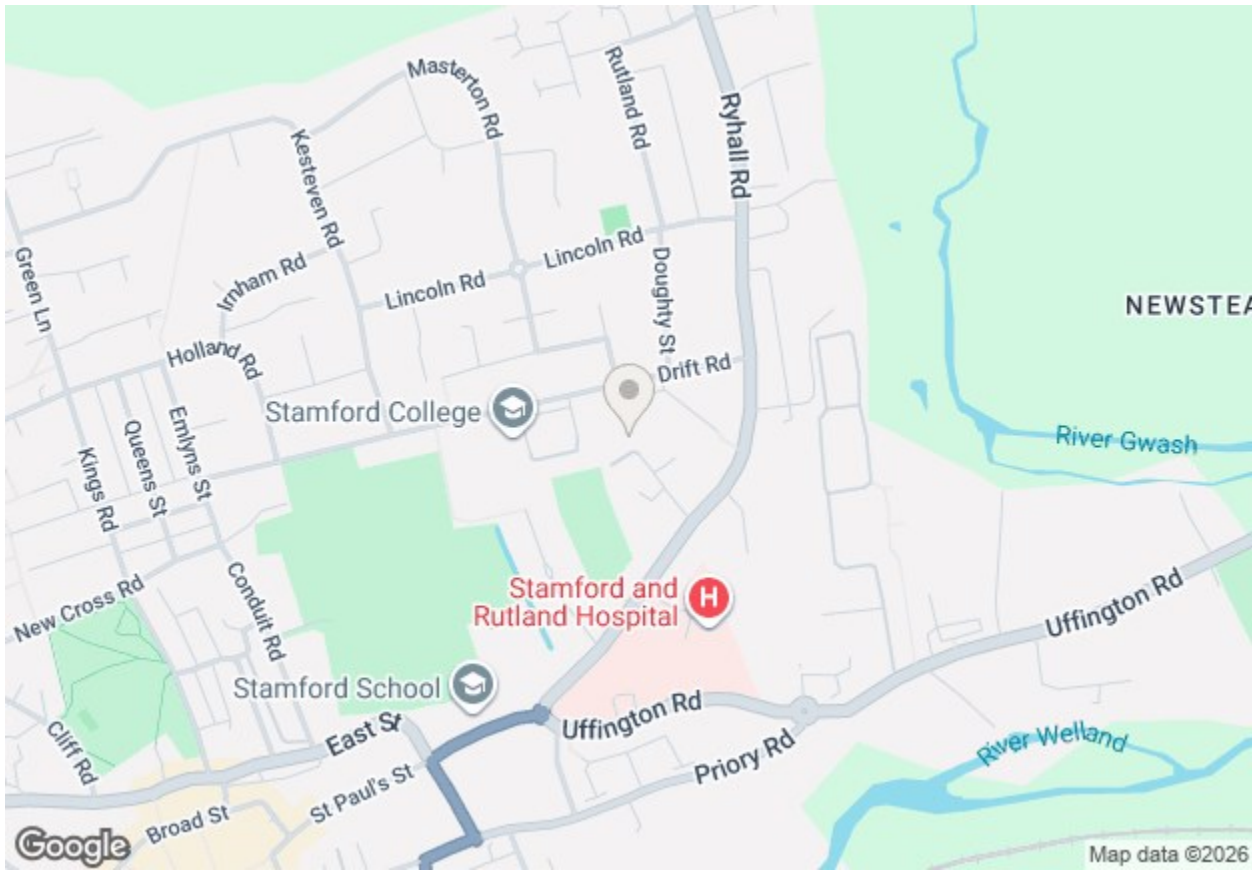 Masterton Rd
Rutland Rd
Ryhall Rd
Kesteven Rd
Green Ln
Irnham Rd
Lincoln Rd
Lincoln Rd
Doughty St
NEWSTEA
Holland Rd
Drift Rd
Stamford College
Emlyns St
Queens St
Kings Rd
River Gwash
New Cross Rd
Conduit Rd
Stamford and
Rutland Hospital
H
Uffington Rd
Stamford School
Cliff Rd
East St
Uffington Rd
River Welland
Priory Rd
St Paul's St
Broad St
Google
Map data ©2026